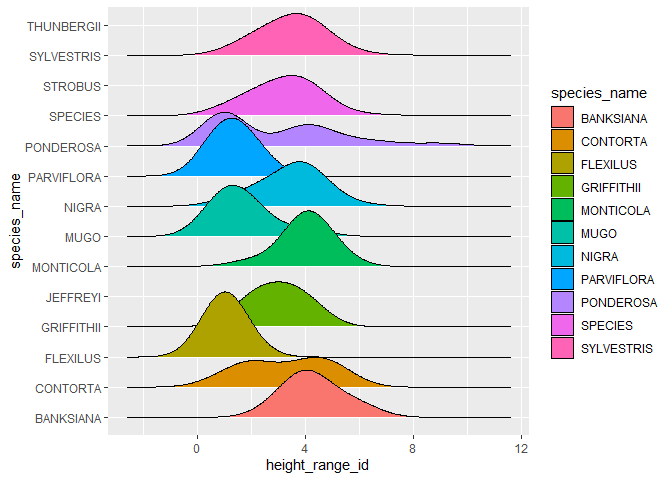 THUNBERGII
SYLVESTRIS
STROBUS
SPECIES
PONDEROSA
PARVIFLORA
NIGRA
MUGO
MONTICOLA
JEFFREYI
GRIFFITHII
FLEXILUS
CONTORTA
BANKSIANA
species_name
0 4 8 12
height_range_id
species_name
BANKSIANA
CONTORTA
FLEXILUS
GRIFFITHII
MONTICOLA
MUGO
NIGRA
PARVIFLORA
PONDEROSA
SPECIES
SYLVESTRIS